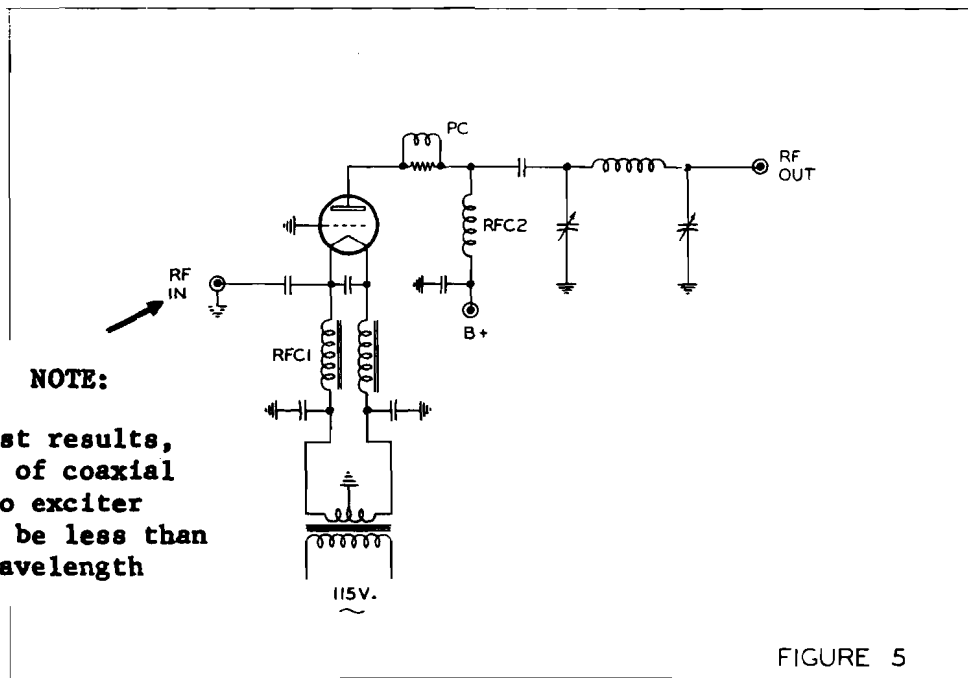 PC
RF
OUT
RFC2
RF
IN
B+
RFC1
NOTE:
st results,
of coaxial
o exciter
be less than
avelength
115V.
FIGURE 5